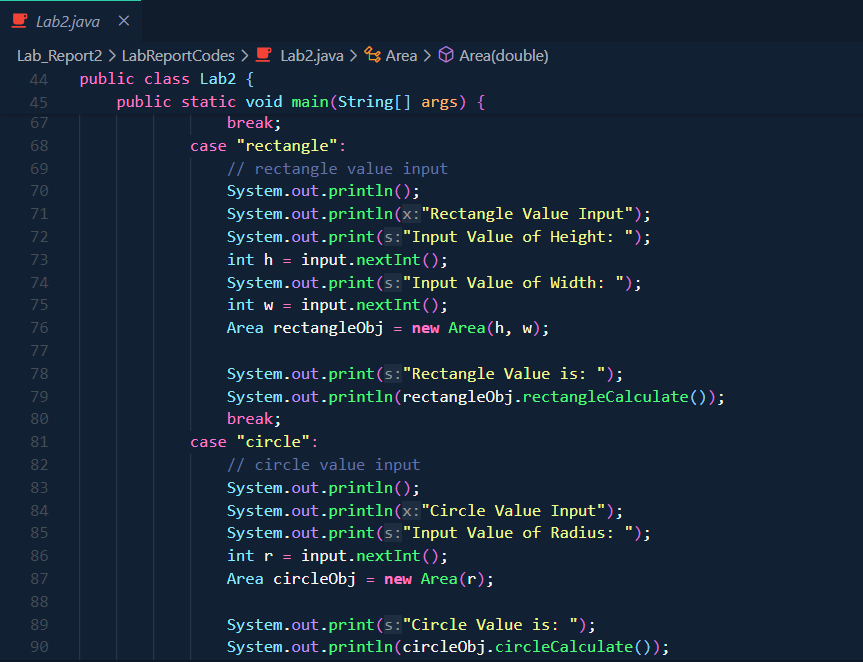 Lab2.java ×
Lab_Report2 > LabReportCodes > Lab2.java > Area > Area(double)
44 public class Lab2 {
45 public static void main(String[] args) {
67 break;
68 case "rectangle":
69 // rectangle value input
70 System.out.println();
71 System.out.println(x:"Rectangle Value Input");
72 System.out.print(s:"Input Value of Height: ");
73 int h = input.nextInt();
74 System.out.print(s:"Input Value of Width: ");
75 int w = input.nextInt();
76 Area rectangleObj = new Area(h, w);
77
78 System.out.print(s:"Rectangle Value is: ");
79 System.out.println(rectangleObj.rectangleCalculate());
80 break;
81 case "circle":
82 // circle value input
83 System.out.println();
84 System.out.println(x:"Circle Value Input");
85 System.out.print(s:"Input Value of Radius: ");
86 int r = input.nextInt();
87 Area circleObj = new Area(r);
88
89 System.out.print(s:"Circle Value is: ");
90 System.out.println(circleObj.circleCalculate());